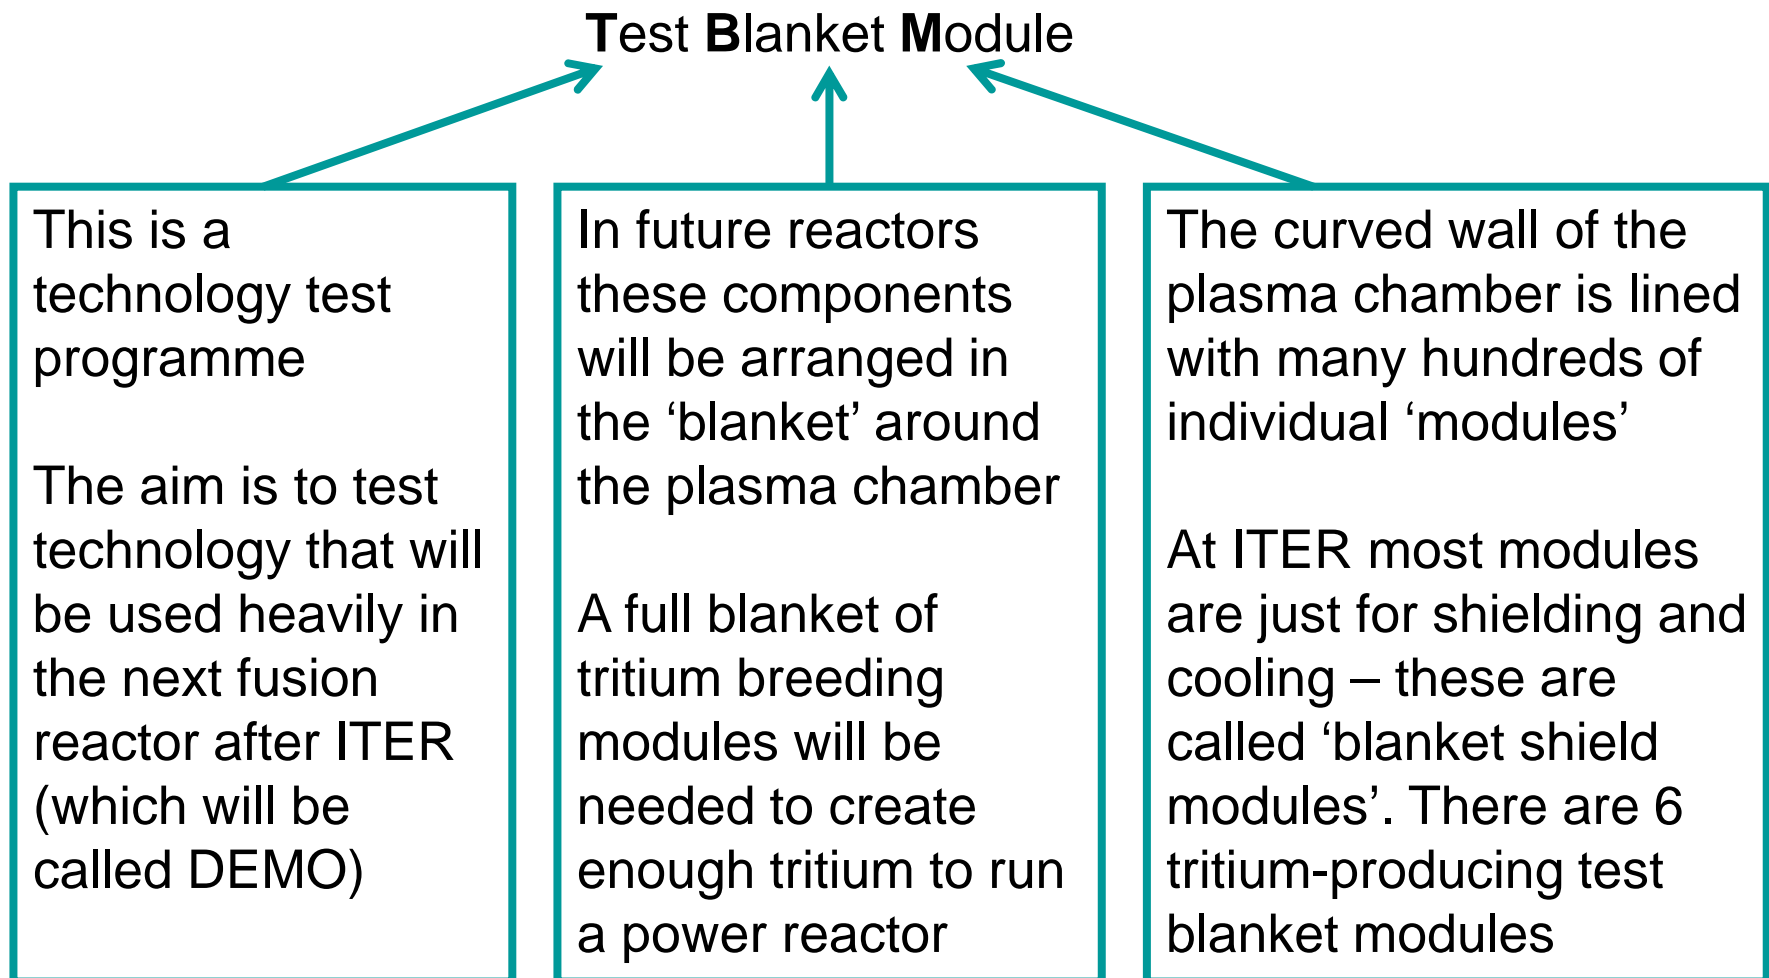 Test Blanket Module
This is a
technology test
programme
The aim is to test
technology that will
be used heavily in
the next fusion
reactor after ITER
(which will be
called DEMO)
In future reactors
these components
will be arranged in
the ‘blanket’ around
the plasma chamber
A full blanket of
tritium breeding
modules will be
needed to create
enough tritium to run
a power reactor
The curved wall of the
plasma chamber is lined
with many hundreds of
individual ‘modules’
At ITER most modules
are just for shielding and
cooling – these are
called ‘blanket shield
modules’. There are 6
tritium-producing test
blanket modules